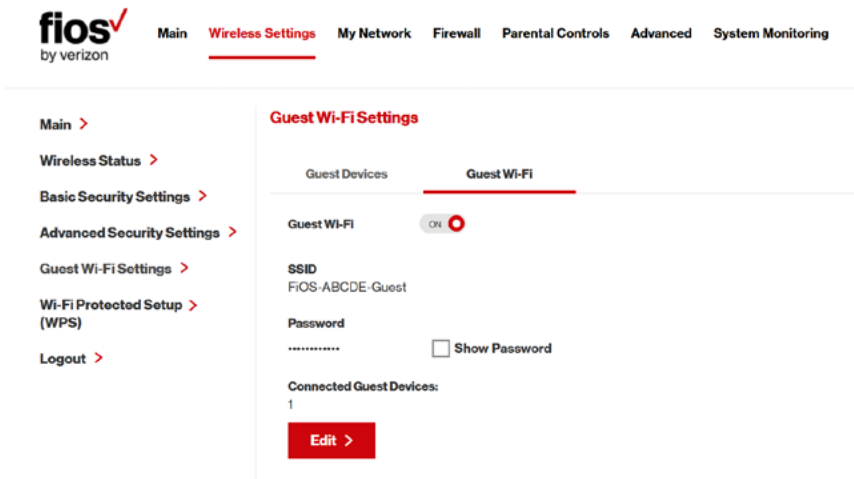 fios
by verizon
Main Wireless Settings My Network Firewall Parental Controls Advanced System Monitoring
Main >
Wireless Status >
Basic Security Settings >
Advanced Security Settings >
Guest Wi-Fi Settings >
Wi-Fi Protected Setup >
(WPS)
Logout >
Guest Wi-Fi Settings
Guest Devices Guest Wi-Fi
Guest Wi-Fi ON
SSID
FiOS-ABCDE-Guest
Password
............ Show Password
Connected Guest Devices:
1
Edit >